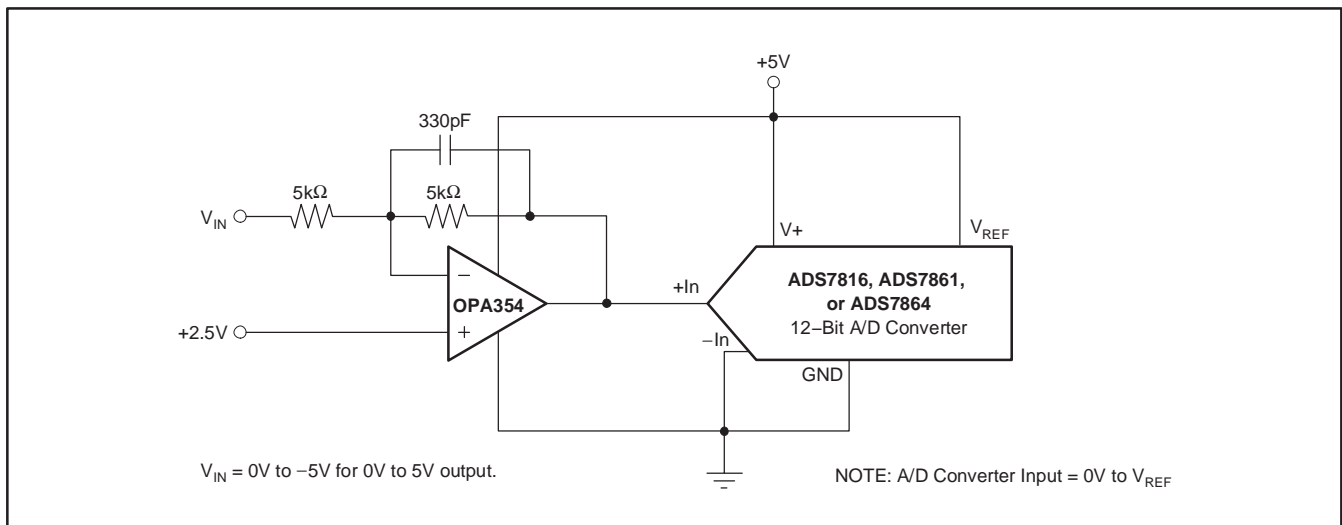 +5V
330pF
5kΩ
5kΩ
V_IN
V+
V_REF
−
OPA354
+
+2.5V
+In
−In
ADS7816, ADS7861,
or ADS7864
12−Bit A/D Converter
GND
V_IN = 0V to −5V for 0V to 5V output.
NOTE: A/D Converter Input = 0V to V_REF